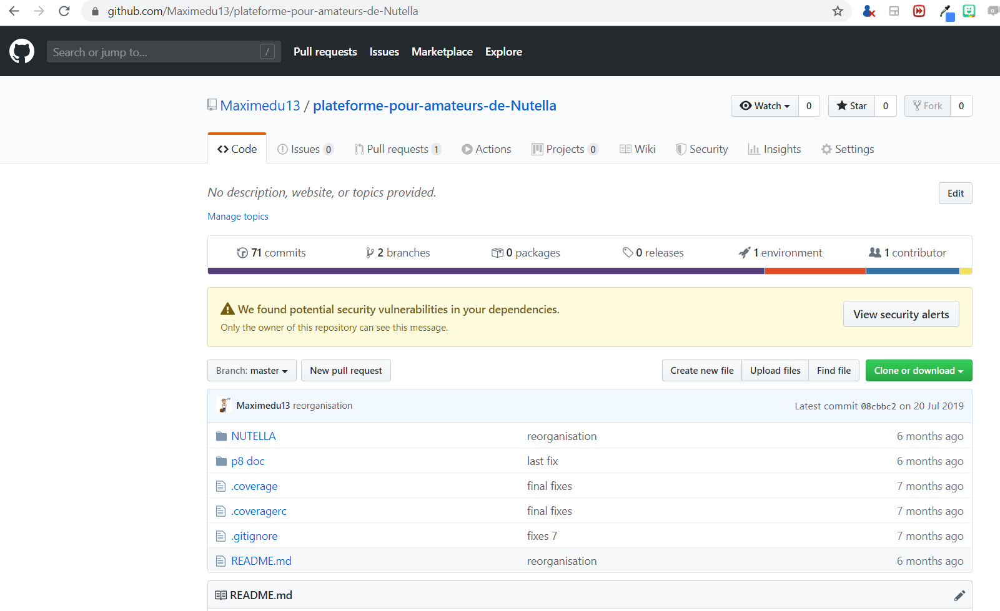 github.com/Maximedu13/plateforme-pour-amateurs-de-Nutella
Search or jump to... / Pull requests Issues Marketplace Explore
Maximedu13 / plateforme-pour-amateurs-de-Nutella Watch 0 Star 0 Fork 0
Code Issues 0 Pull requests 1 Actions Projects 0 Wiki Security Insights Settings
No description, website, or topics provided. Edit
Manage topics
71 commits 2 branches 0 packages 0 releases 1 environment 1 contributor
We found potential security vulnerabilities in your dependencies. View security alerts
Only the owner of this repository can see this message.
Branch: master New pull request Create new file Upload files Find file Clone or download
Maximedu13 reorganisation Latest commit 08cbbc2 on 20 Jul 2019
NUTELLA reorganisation 6 months ago
p8 doc last fix 6 months ago
.coverage final fixes 7 months ago
.coveragerc final fixes 7 months ago
.gitignore fixes 7 7 months ago
README.md reorganisation 6 months ago
README.md